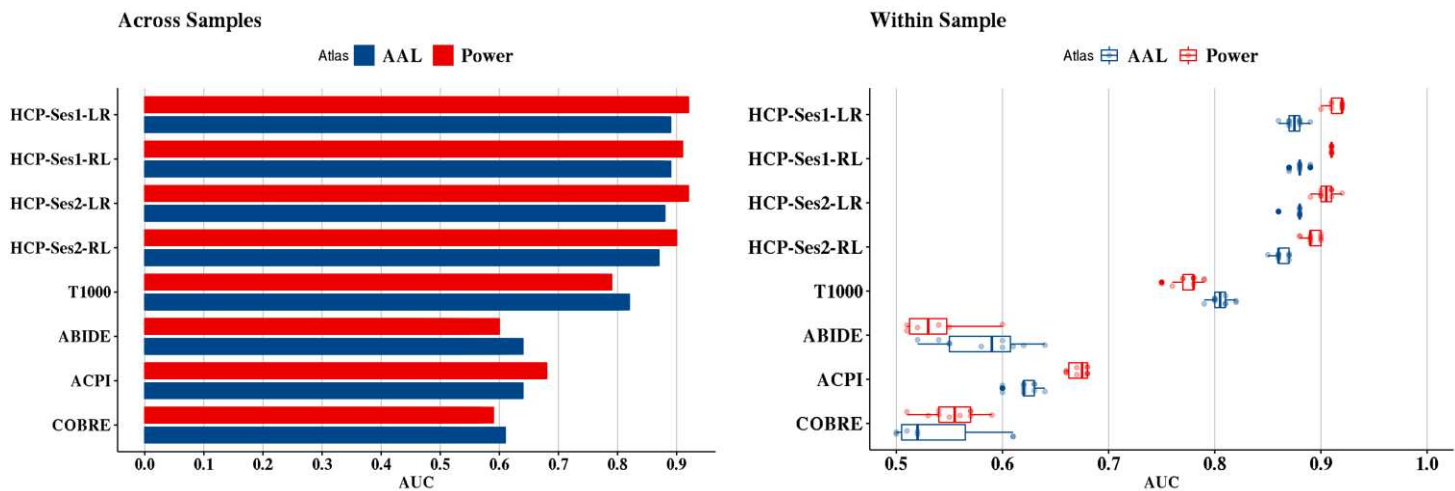 Across Samples
Atlas AAL Power
HCP-Ses1-LR
HCP-Ses1-RL
HCP-Ses2-LR
HCP-Ses2-RL
T1000
ABIDE
ACPI
COBRE
0.0 0.1 0.2 0.3 0.4 0.5 0.6 0.7 0.8 0.9
AUC
Within Sample
Atlas AAL Power
HCP-Ses1-LR
HCP-Ses1-RL
HCP-Ses2-LR
HCP-Ses2-RL
T1000
ABIDE
ACPI
COBRE
0.5 0.6 0.7 0.8 0.9 1.0
AUC